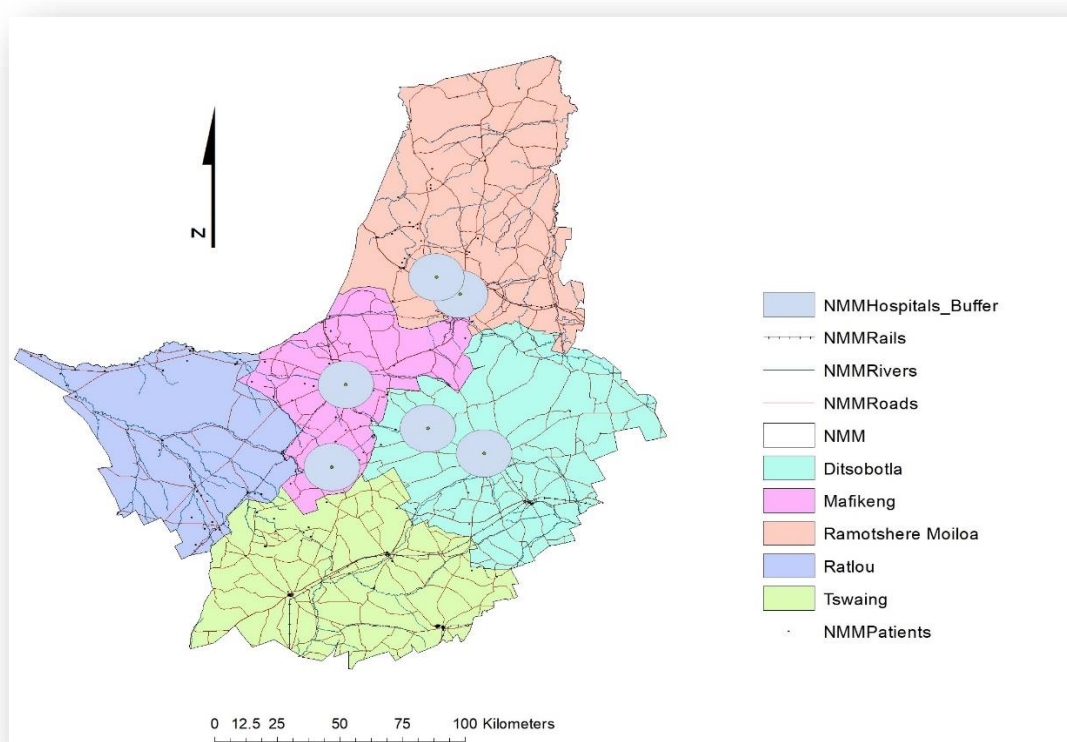 N
NMMHospitals_Buffer
NMMRails
NMMRivers
NMMRoads
NMM
Ditsobotla
Mafikeng
Ramotshere Moiloa
Ratlou
Tswaing
NMMPatients
0 12.5 25 50 75 100 Kilometers